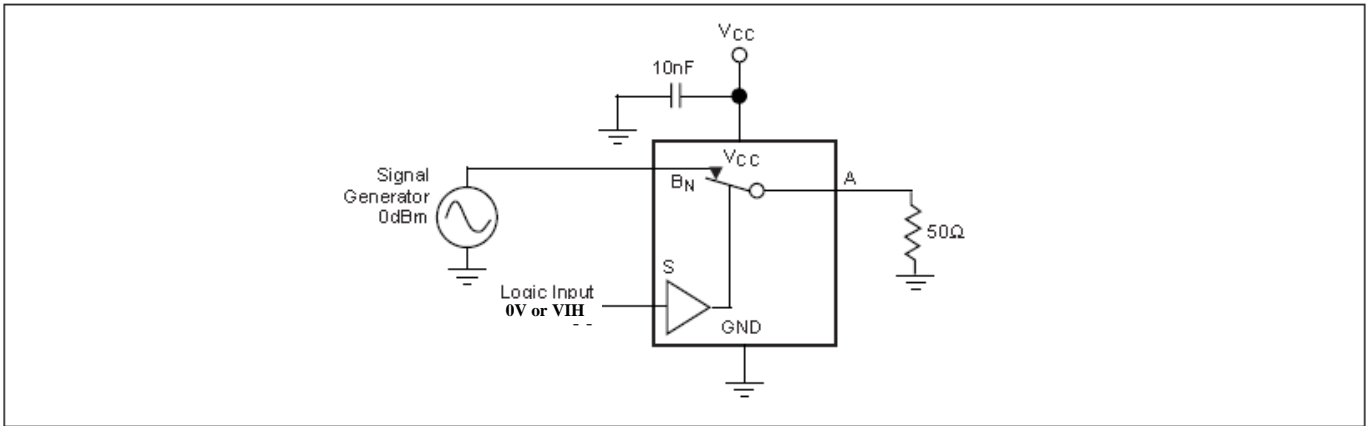 VCC
10nF
VCC
BN
A
Signal
Generator
0dBm
50Ω
S
Logic Input
0V or VIH
GND